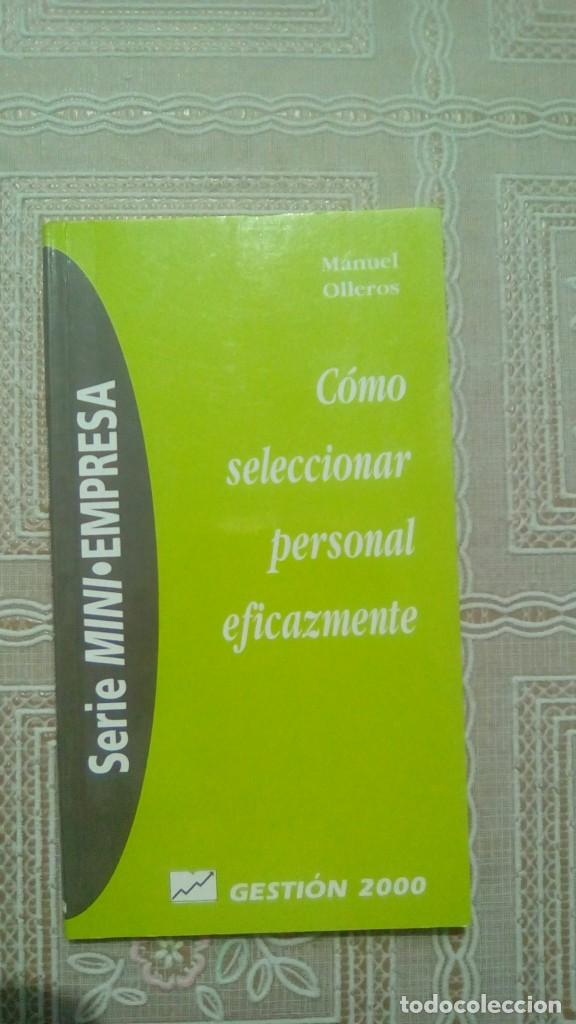 Manuel
Olleros
Cómo
seleccionar
personal
eficazmente
Serie MINI•EMPRESA
GESTIÓN 2000
todocoleccion